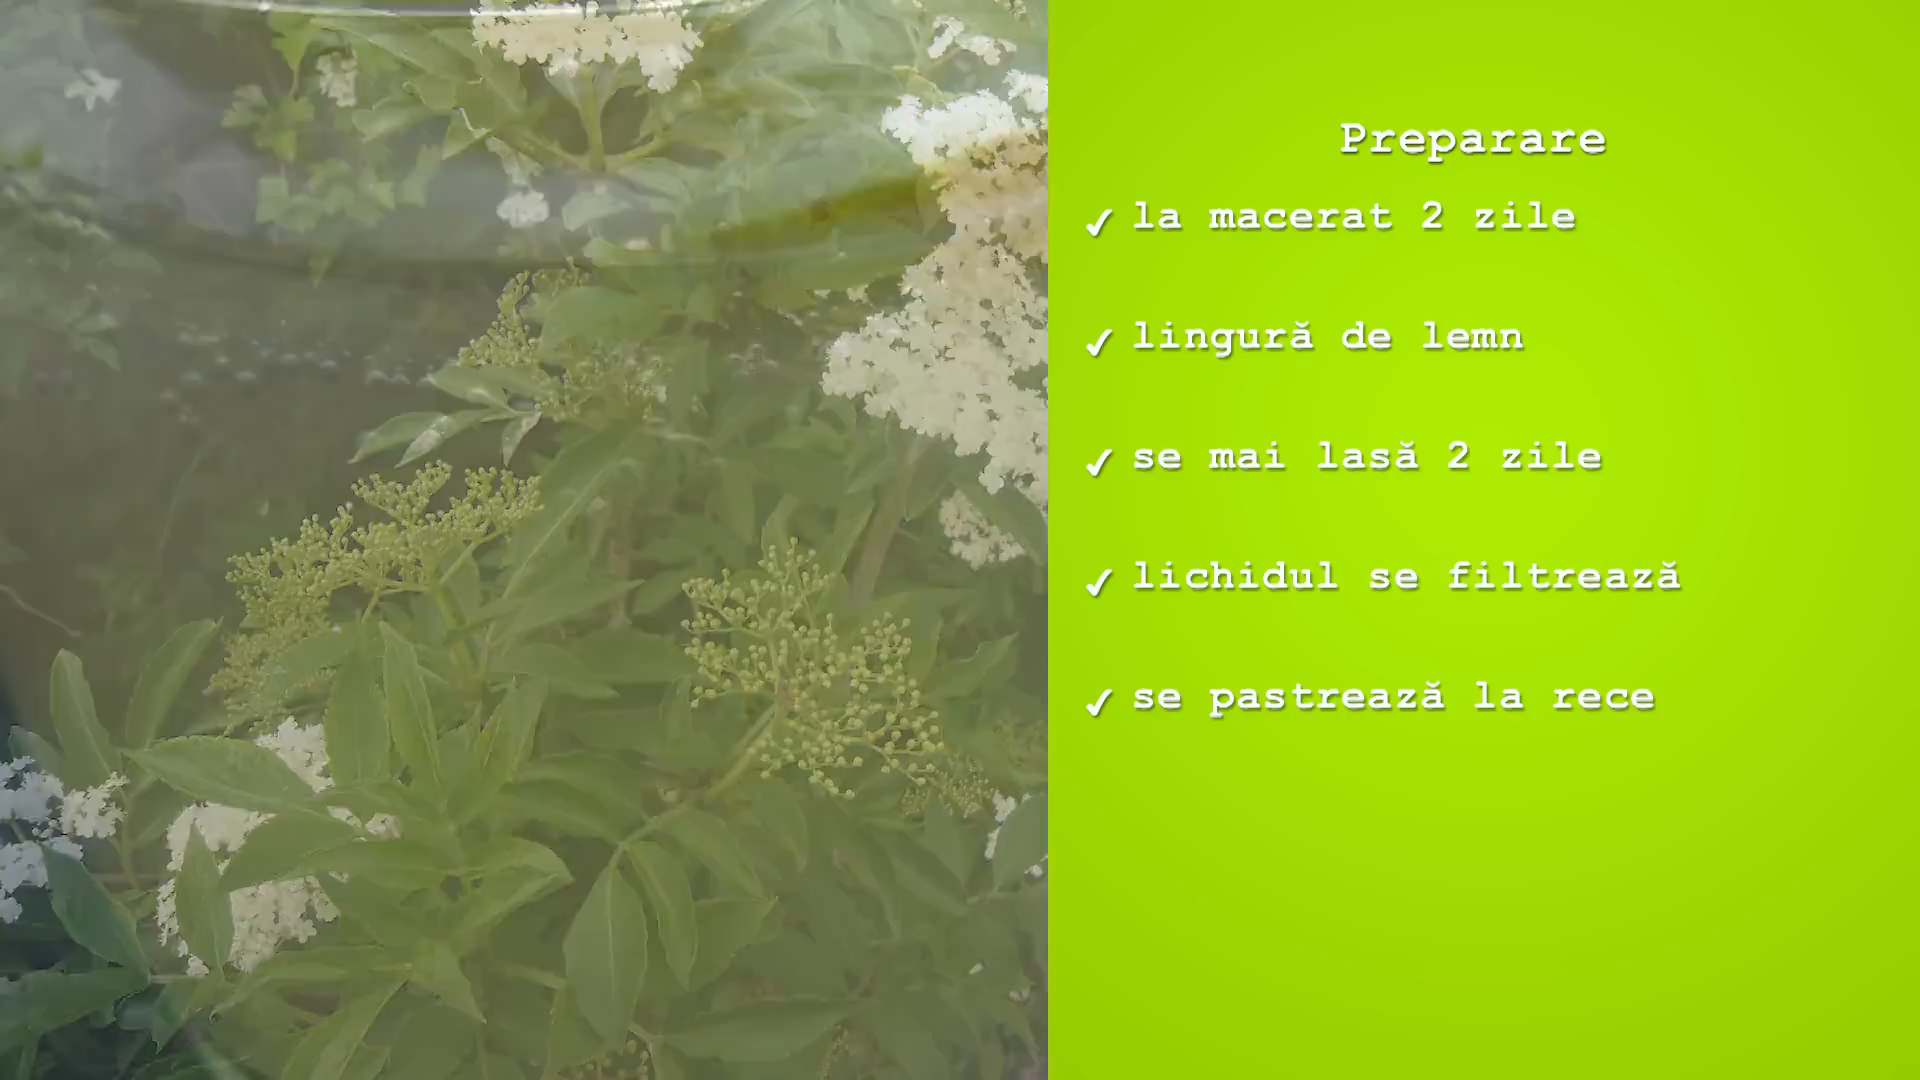 Preparare
✓ la macerat 2 zile
✓ lingură de lemn
✓ se mai lasă 2 zile
✓ lichidul se filtrează
✓ se pastrează la rece